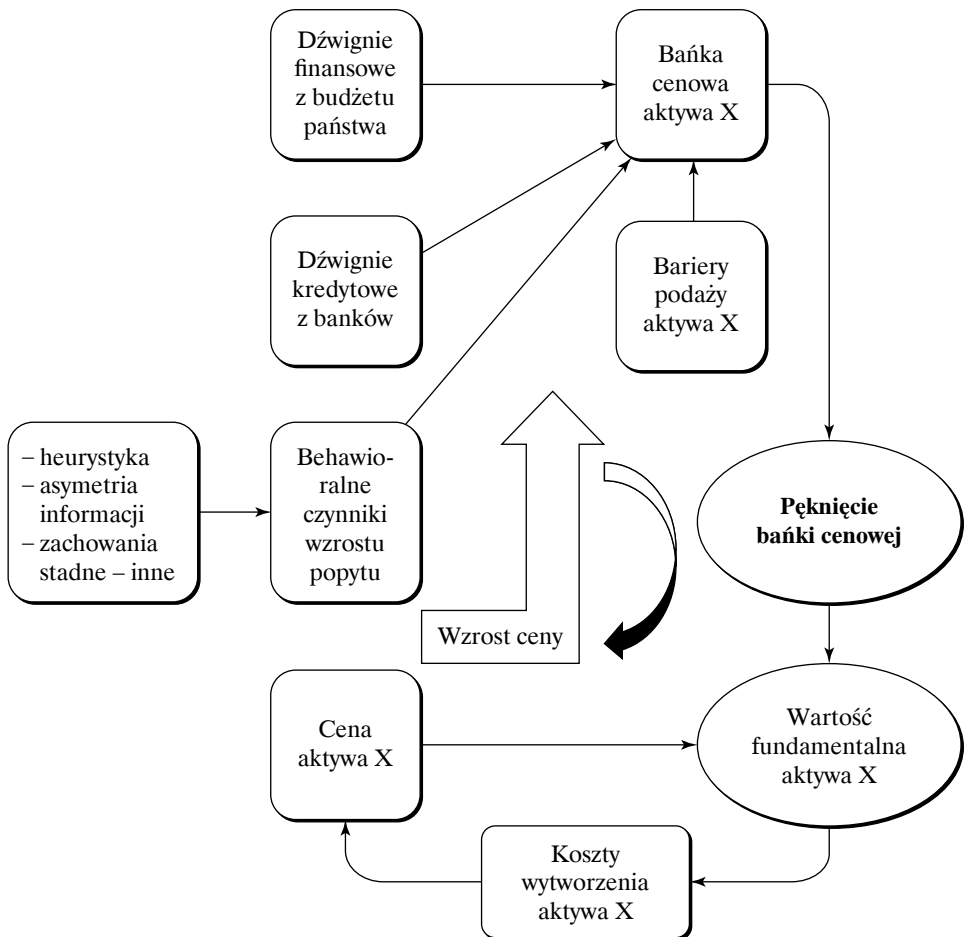 Dźwignie
finansowe
z budżetu
państwa
Bańka
cenowa
aktywa X
Dźwignie
kredytowe
z banków
Bariery
podaży
aktywa X
– heurystyka
– asymetria
informacji
– zachowania
stadne – inne
Behawio-
ralne
czynniki
wzrostu
popytu
Pęknięcie
bańki cenowej
Wzrost ceny
Cena
aktywa X
Wartość
fundamentalna
aktywa X
Koszty
wytworzenia
aktywa X